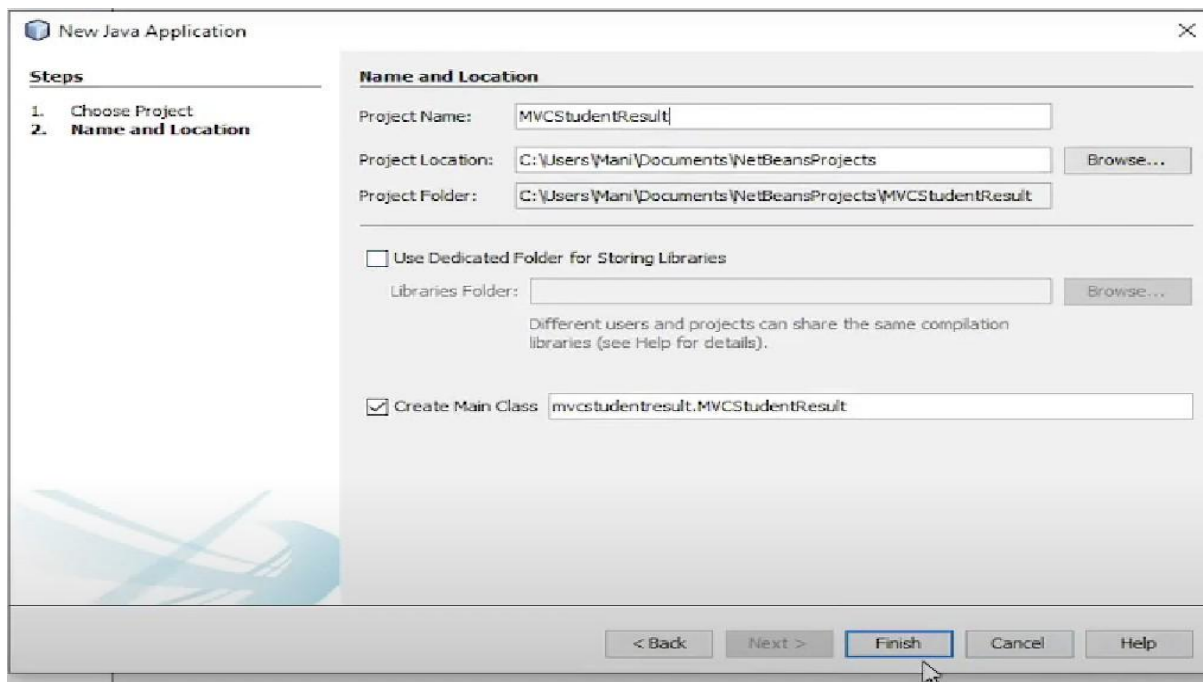 New Java Application
Steps
1. Choose Project
2. Name and Location
Name and Location
Project Name: MVCStudentResult
Project Location: C:\Users\Mani\Documents\NetBeansProjects Browse...
Project Folder: C:\Users\Mani\Documents\NetBeansProjects\MVCStudentResult
Use Dedicated Folder for Storing Libraries
Libraries Folder: Browse...
Different users and projects can share the same compilation
libraries (see Help for details).
Create Main Class mvcstudentresult.MVCStudentResult
< Back Next > Finish Cancel Help